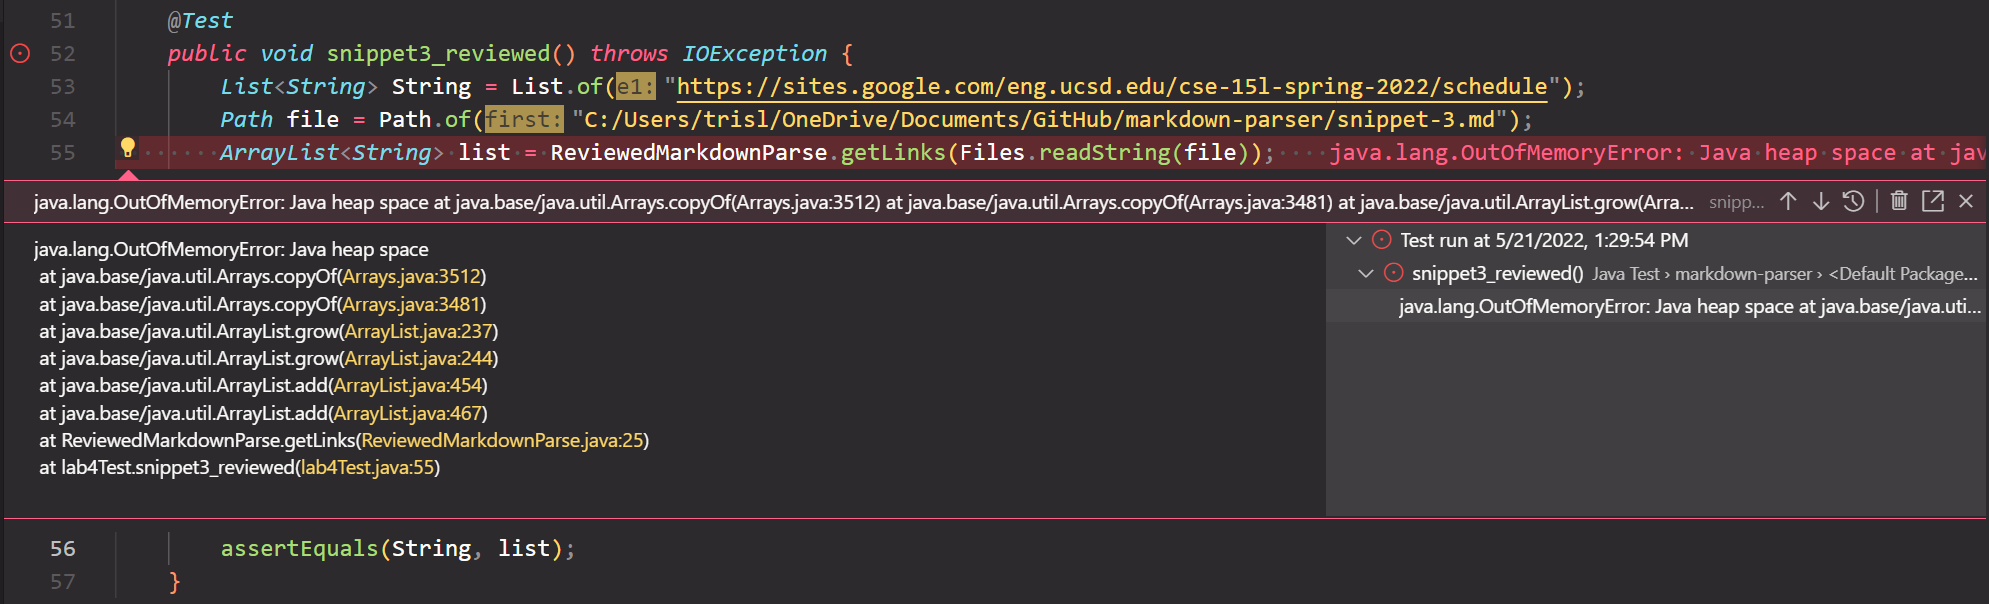 51 @Test
52 public void snippet3_reviewed() throws IOException {
53 List<String> String = List.of(e1: "https://sites.google.com/eng.ucsd.edu/cse-15l-spring-2022/schedule");
54 Path file = Path.of(first: "C:/Users/trisl/OneDrive/Documents/GitHub/markdown-parser/snippet-3.md");
55 ArrayList<String> list = ReviewedMarkdownParse.getLinks(Files.readString(file)); java.lang.OutOfMemoryError: Java heap space at jav
java.lang.OutOfMemoryError: Java heap space at java.base/java.util.Arrays.copyOf(Arrays.java:3512) at java.base/java.util.Arrays.copyOf(Arrays.java:3481) at java.base/java.util.ArrayList.grow(Arra... snipp...
java.lang.OutOfMemoryError: Java heap space
at java.base/java.util.Arrays.copyOf(Arrays.java:3512)
at java.base/java.util.Arrays.copyOf(Arrays.java:3481)
at java.base/java.util.ArrayList.grow(ArrayList.java:237)
at java.base/java.util.ArrayList.grow(ArrayList.java:244)
at java.base/java.util.ArrayList.add(ArrayList.java:454)
at java.base/java.util.ArrayList.add(ArrayList.java:467)
at ReviewedMarkdownParse.getLinks(ReviewedMarkdownParse.java:25)
at lab4Test.snippet3_reviewed(lab4Test.java:55)
Test run at 5/21/2022, 1:29:54 PM
snippet3_reviewed() Java Test › markdown-parser › <Default Package...
java.lang.OutOfMemoryError: Java heap space at java.base/java.uti...
56 assertEquals(String, list);
57 }